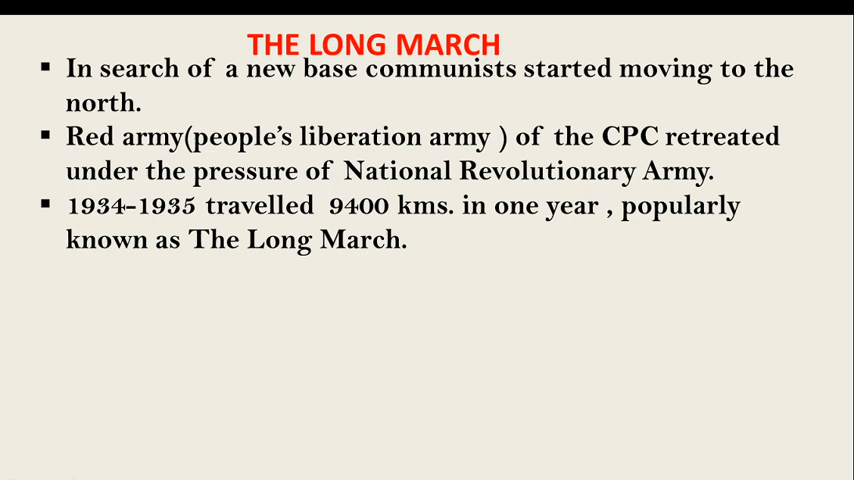 THE LONG MARCH
▪ In search of a new base communists started moving to the
north.
▪ Red army(people’s liberation army ) of the CPC retreated
under the pressure of National Revolutionary Army.
▪ 1934-1935 travelled 9400 kms. in one year , popularly
known as The Long March.